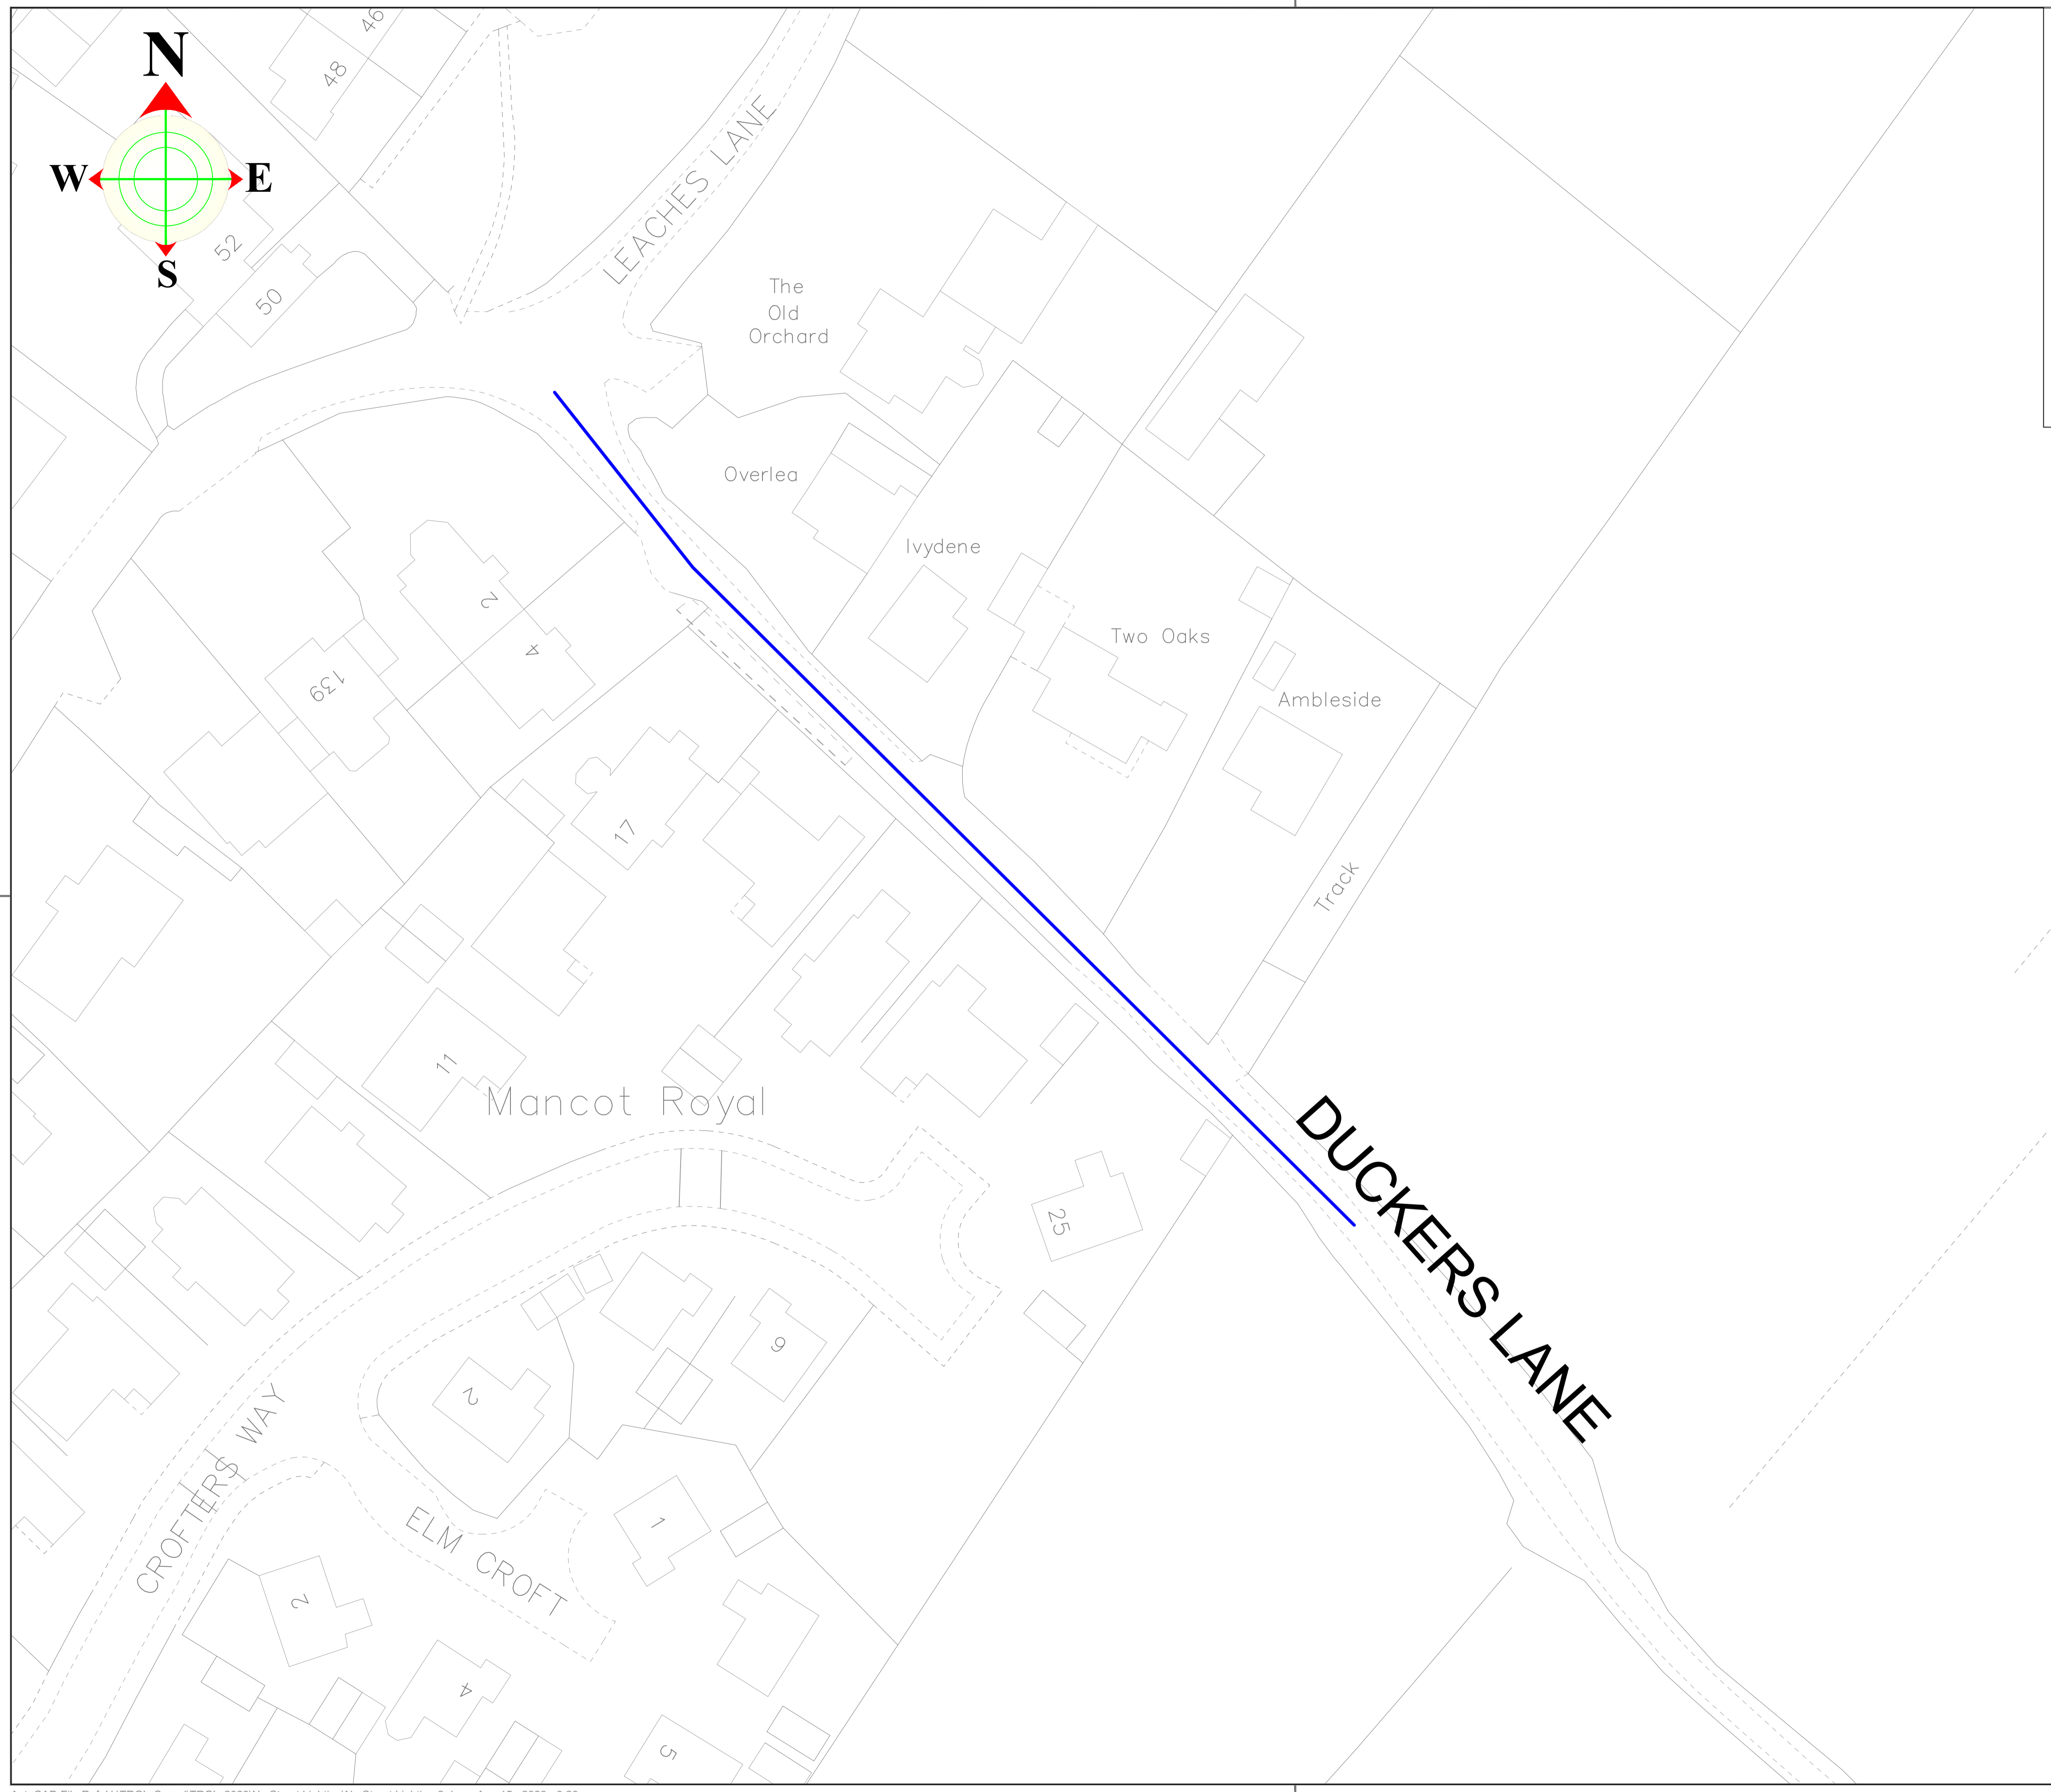 N
W
E
S
46
48
52
50
LEACHES LANE
The
Old
Orchard
Overlea
Ivydene
Two Oaks
Ambleside
Track
2
4
139
17
11
Mancot Royal
DUCKERS LANE
25
9
2
CROFTERS WAY
ELM CROFT
1
2
4
5